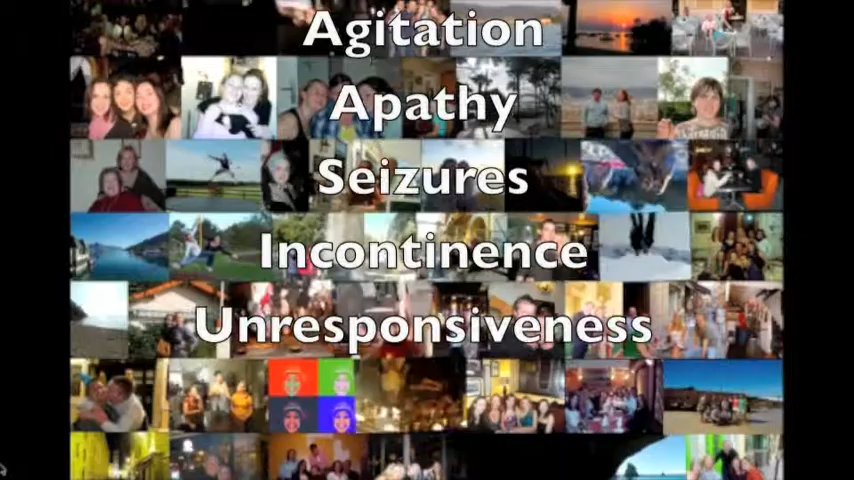 Agitation
Apathy
Seizures
Incontinence
Unresponsiveness